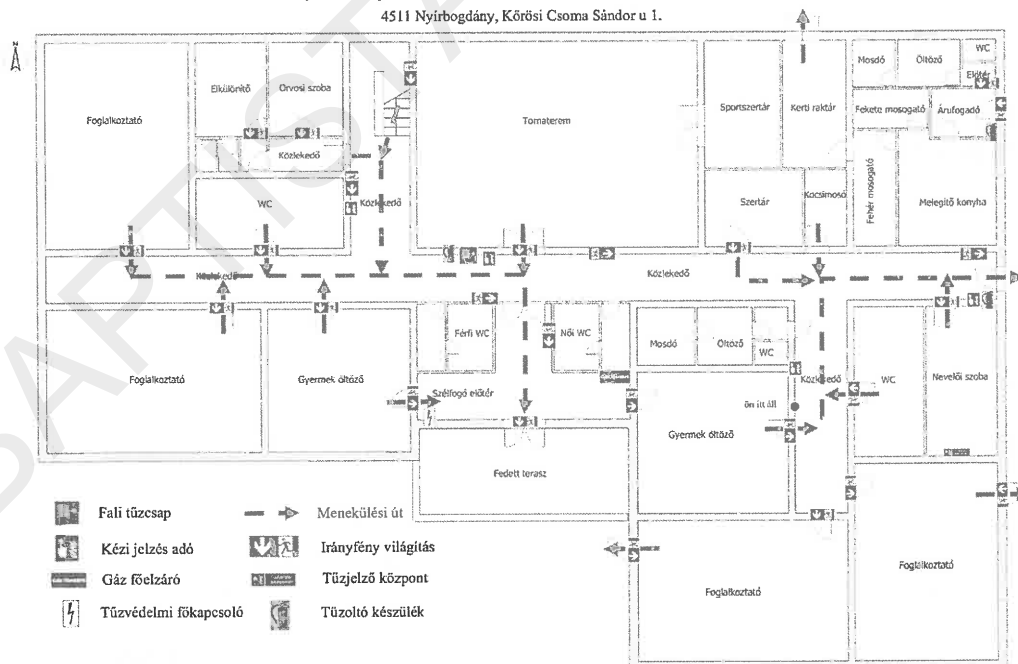 4511 Nyírbogdány, Kőrösi Csoma Sándor u 1.
N
Foglalkoztató
Elkülönítő
Orvosi szoba
Közlekedő
WC
Közlekedő
Tornaterem
Sportszertár
Kerti raktár
Mosdó
Öltöző
WC
Előtér
Fekete mosogató
Árufogadó
Szertár
Kocsimosó
Fehér mosogató
Melegítő konyha
Közlekedő
Közlekedő
Foglalkoztató
Gyermek öltöző
Férfi WC
Női WC
Szélfogó előtér
Mosdó
Öltöző
WC
Közlekedő
WC
Nevelői szoba
ön itt áll
Gyermek öltöző
Fedett terasz
Foglalkoztató
Foglalkoztató
Fali tűzcsap
Menekülési út
Kézi jelzés adó
Irányfény világítás
Gáz főelzáró
Tűzjelző központ
Tűzvédelmi főkapcsoló
Tűzoltó készülék
BAPTISTA